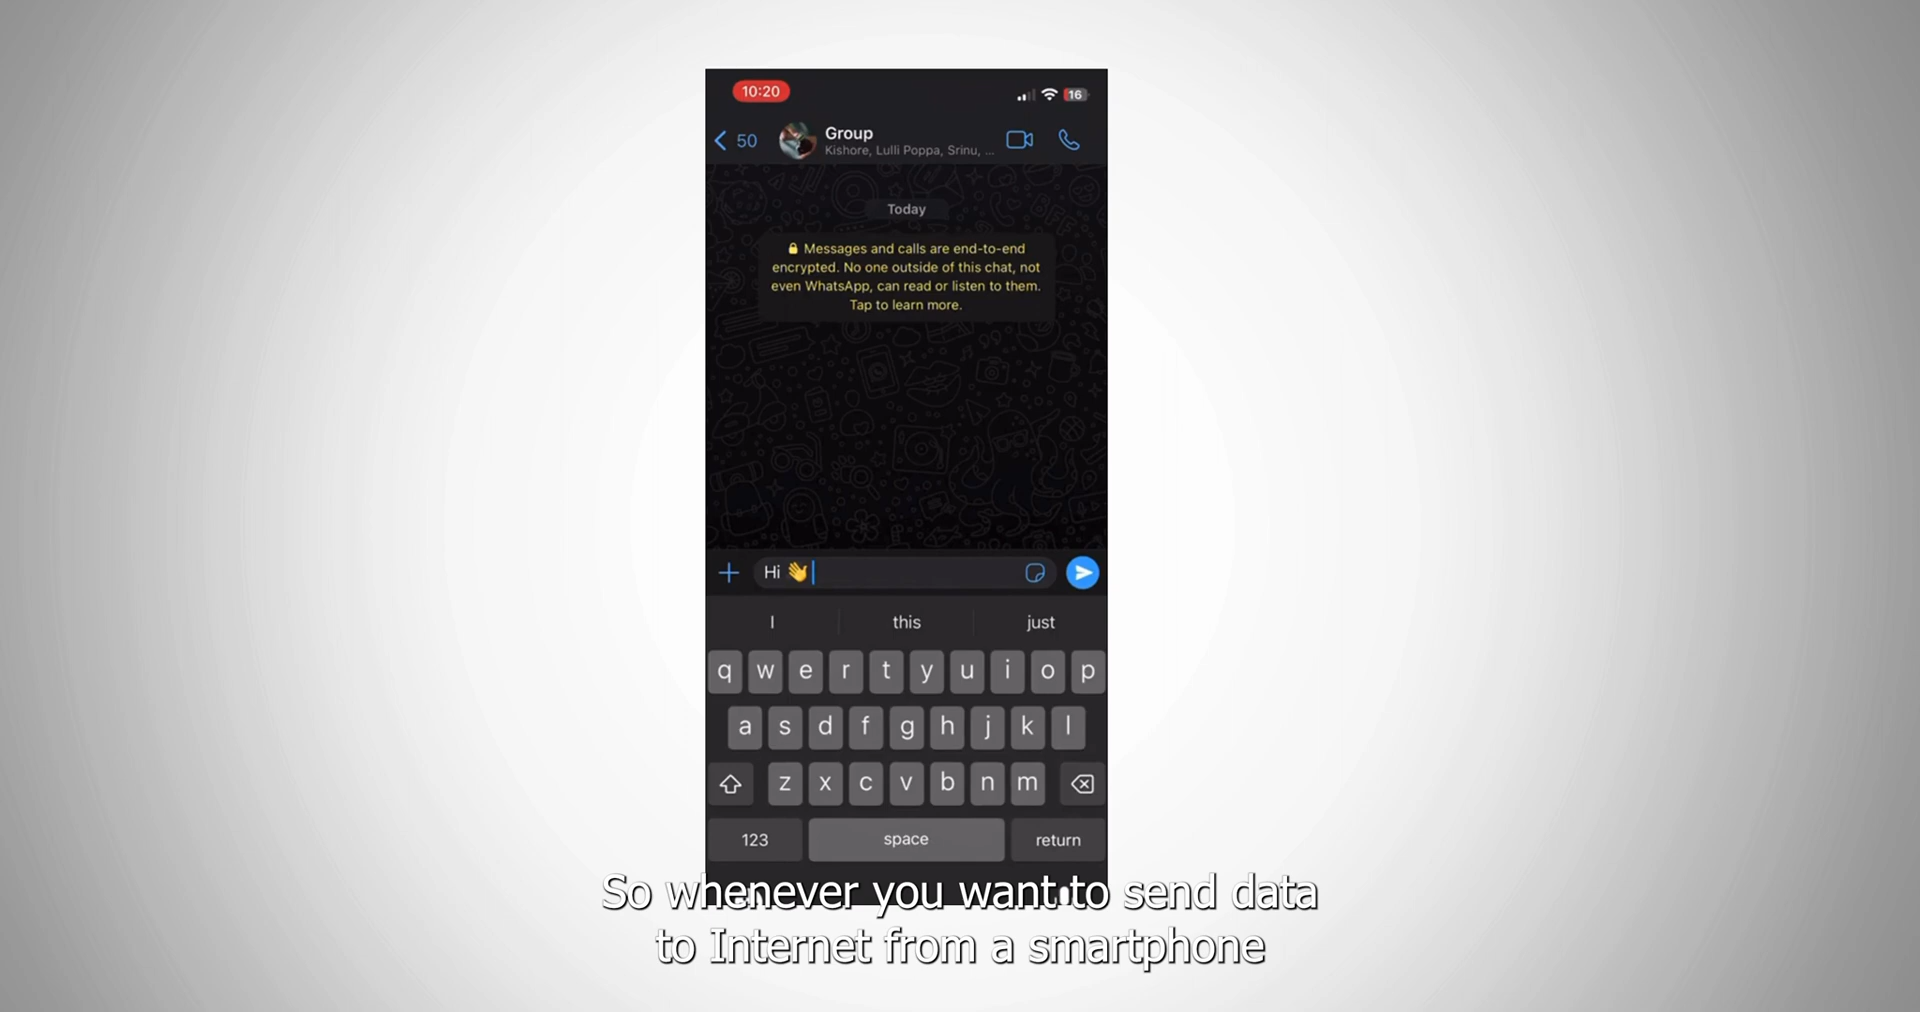 10:20
16
50
Group
Kishore, Lulli Poppa, Srinu, ...
Today
Messages and calls are end-to-end
encrypted. No one outside of this chat, not
even WhatsApp, can read or listen to them.
Tap to learn more.
Hi 👋
I this just
q w e r t y u i o p
a s d f g h j k l
z x c v b n m
123 space return
So whenever you want to send data
to Internet from a smartphone